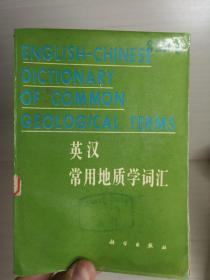 ENGLISH-CHINESE
DICTIONARY
OF COMMON
GEOLOGICAL TERMS
英汉
常用地质学词汇
科学出版社